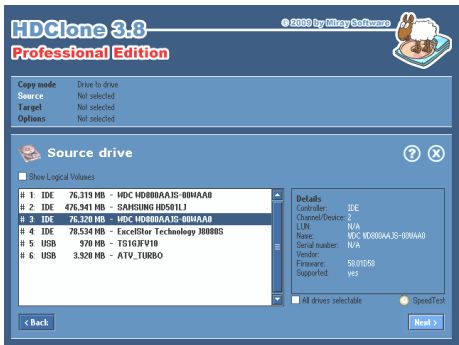 HDClone 3.8
© 2009 by Miray Software
Professional Edition
Copy mode Drive to drive
Source Not selected
Target Not selected
Options Not selected
Source drive
? X
Show Logical Volumes
# 1: IDE 76,319 MB - WDC WD800AAJS-00WAA0
# 2: IDE 476,941 MB - SAMSUNG HD501LJ
# 3: IDE 76,320 MB - WDC WD800AAJS-00WAA0
# 4: IDE 78,534 MB - ExcelStor Technology J8080S
# 5: USB 970 MB - TS1GJFV10
# 6: USB 3,920 MB - ATV_TURBO
Details
Controller: IDE
Channel/Device: 2
LUN: N/A
Name: WDC WD800AAJS-00WAA0
Serial number: N/A
Vendor:
Firmware: 58.01D58
Supported yes
All drives selectable SpeedTest
< Back Next >